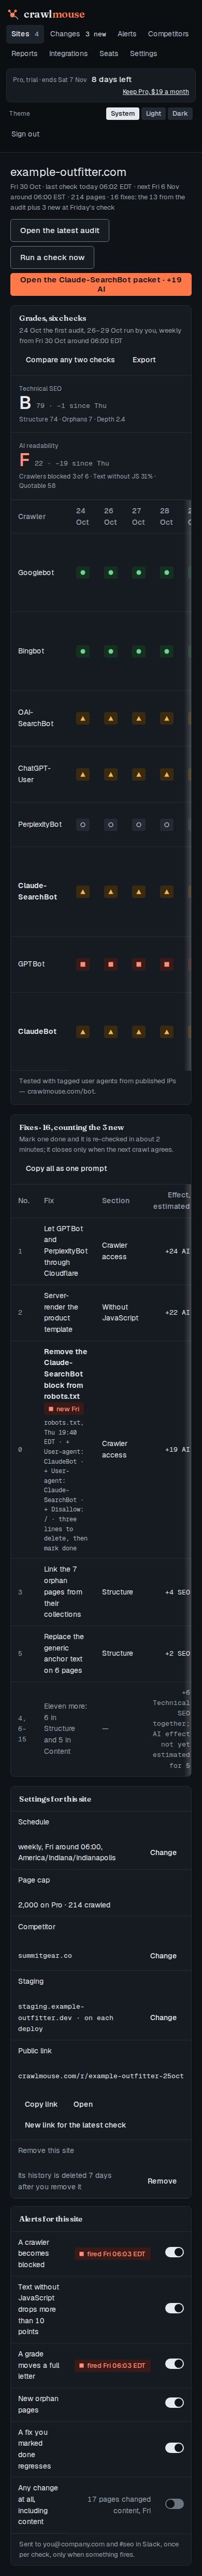 crawlmouse
Sites 4 Changes 3 new Alerts Competitors
Reports Integrations Seats Settings
Pro, trial · ends Sat 7 Nov 8 days left
Keep Pro, $19 a month
Theme System Light Dark
Sign out
example-outfitter.com
Fri 30 Oct · last check today 06:02 EDT · next Fri 6 Nov
around 06:00 EST · 214 pages · 16 fixes: the 13 from the
audit plus 3 new at Friday's check
Open the latest audit
Run a check now
Open the Claude-SearchBot packet · +19
AI
Grades, six checks
24 Oct the first audit, 26–29 Oct run by you, weekly
from Fri 30 Oct around 06:00 EDT
Compare any two checks Export
Technical SEO
B 79 · −1 since Thu
Structure 74 · Orphans 7 · Depth 2.4
AI readability
F 22 · −19 since Thu
Crawlers blocked 3 of 6 · Text without JS 31% ·
Quotable 58
Crawler 24 26 27 28
Oct Oct Oct Oct
Googlebot
Bingbot
OAI-
SearchBot
ChatGPT-
User
PerplexityBot
Claude-
SearchBot
GPTBot
ClaudeBot
Tested with tagged user agents from published IPs
— crawlmouse.com/bot.
Fixes · 16, counting the 3 new
Mark one done and it is re-checked in about 2
minutes; it closes only when the next crawl agrees.
Copy all as one prompt
No. Fix Section Effect,
estimated
1 Let GPTBot
and
PerplexityBot
through
Cloudflare
Crawler
access
+24 AI
2 Server-
render the
product
template
Without
JavaScript
+22 AI
0 Remove the
Claude-
SearchBot
block from
robots.txt
new Fri
robots.txt,
Thu 19:40
EDT · +
User-agent:
ClaudeBot ·
+ User-
agent:
Claude-
SearchBot ·
+ Disallow:
/ · three
lines to
delete, then
mark done
Crawler
access
+19 AI
3 Link the 7
orphan
pages from
their
collections
Structure
+4 SEO
5 Replace the
generic
anchor text
on 6 pages
Structure
+2 SEO
4,
6–
15
Eleven more:
6 in
Structure
and 5 in
Content
—
+6
Technical
SEO
together;
AI effect
not yet
estimated
for 5
Settings for this site
Schedule
weekly, Fri around 06:00,
America/Indiana/Indianapolis
Change
Page cap
2,000 on Pro · 214 crawled
Competitor
summitgear.co Change
Staging
staging.example-
outfitter.dev · on each
deploy
Change
Public link
crawlmouse.com/r/example-outfitter-25oct
Copy link Open
New link for the latest check
Remove this site
Its history is deleted 7 days
after you remove it
Remove
Alerts for this site
A crawler
becomes
blocked
fired Fri 06:03 EDT
Text without
JavaScript
drops more
than 10
points
A grade
moves a full
letter
fired Fri 06:03 EDT
New orphan
pages
A fix you
marked
done
regresses
Any change
at all,
including
content
17 pages changed
content, Fri
Sent to you@company.com and #seo in Slack, once
per check, only when something fires.